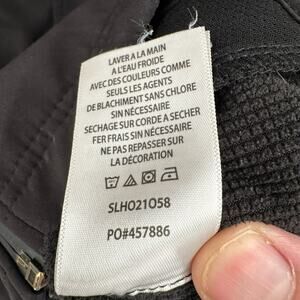 LAVER A LA MAIN
A L'EAU FROIDE
AVEC DES COULEURS COMME
SEULS LES AGENTS
DE BLACHIMENT SANS CHLORE
SIN NÉCESSAIRE
SECHAGE SUR CORDE À SECHER
FER FRAIS SIN NÉCESSAIRE
NE PAS REPASSER SUR
LA DÉCORATION
SLHO21O58
PO#457886